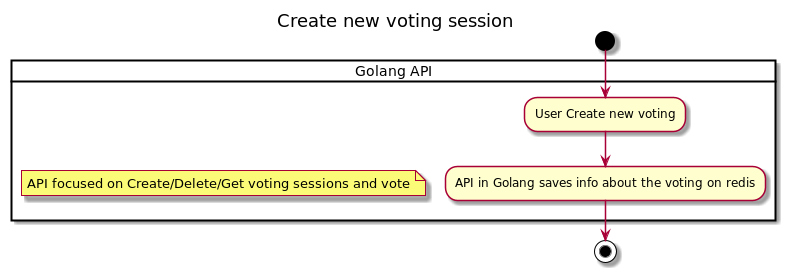 Create new voting session
Golang API
User Create new voting
API focused on Create/Delete/Get voting sessions and vote
API in Golang saves info about the voting on redis